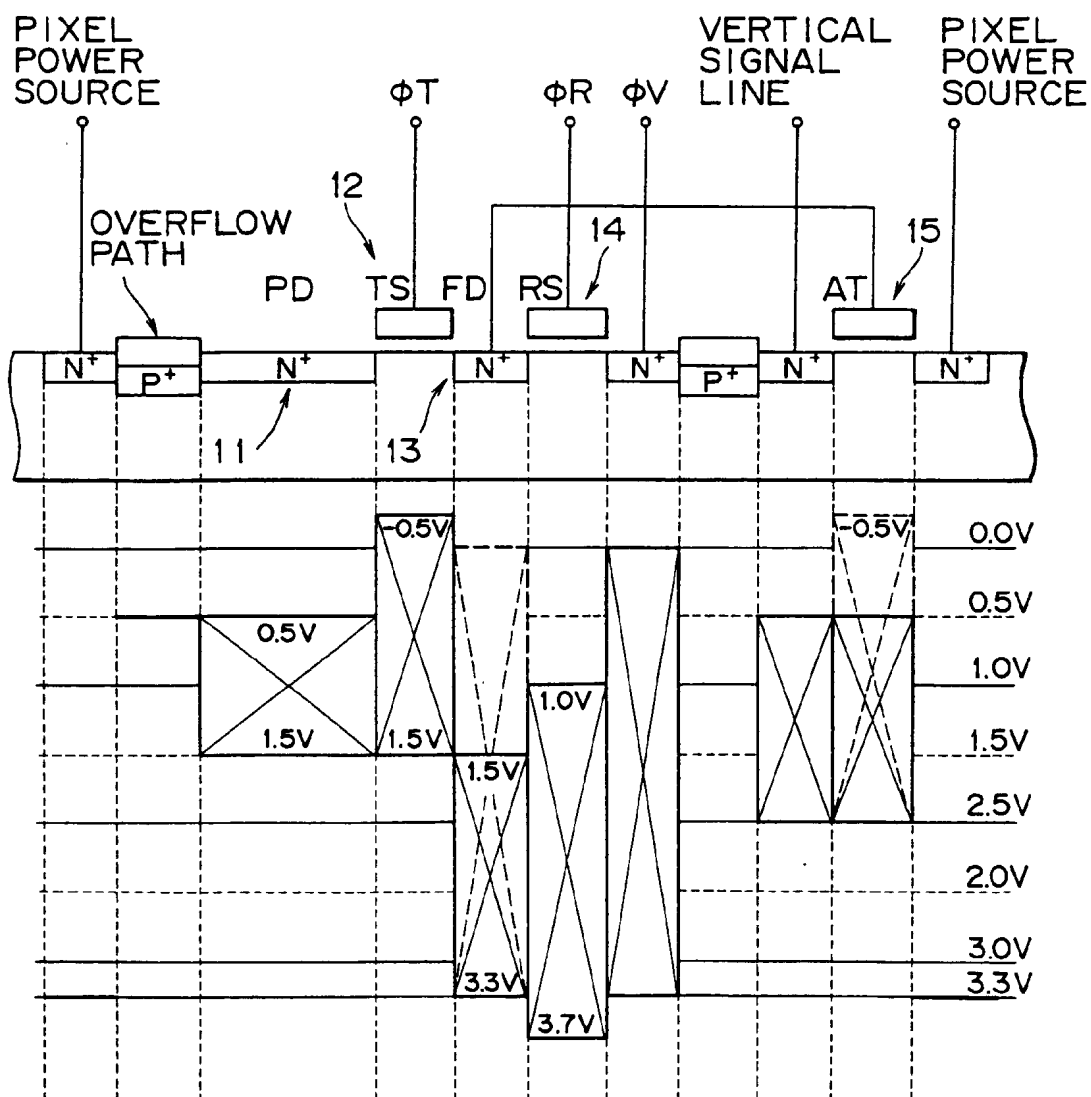 PIXEL
POWER
SOURCE
VERTICAL
SIGNAL
LINE
PIXEL
POWER
SOURCE
ΦT
ΦR
ΦV
OVERFLOW
PATH
12
14
15
PD
TS
FD
RS
AT
N+
P+
N+
N+
N+
P+
N+
N+
11
13
-0.5V
-0.5V
0.0V
0.5V
0.5V
1.0V
1.0V
1.5V
1.5V
1.5V
1.5V
2.5V
2.0V
3.0V
3.3V
3.3V
3.7V